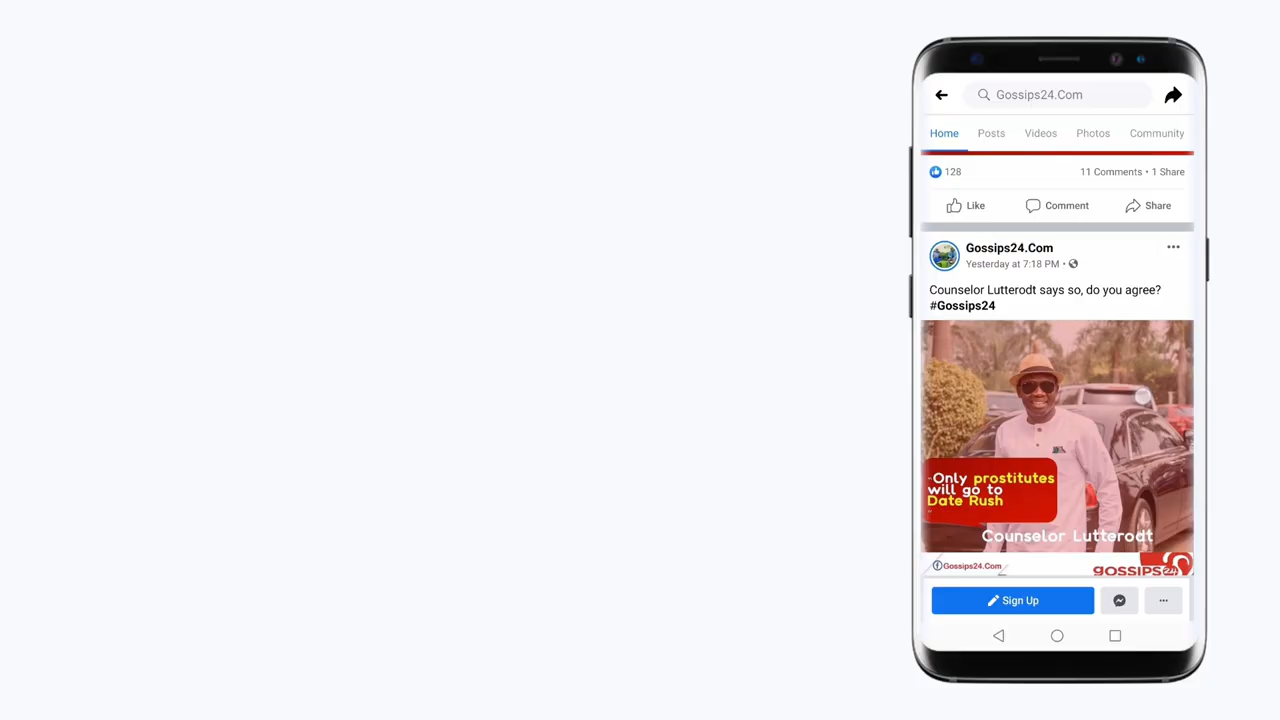 Gossips24.Com
Home Posts Videos Photos Community
128 11 Comments • 1 Share
Like Comment Share
Gossips24.Com
Yesterday at 7:18 PM •
Counselor Lutterodt says so, do you agree?
#Gossips24
"Only prostitutes
will go to
Date Rush
"
Counselor Lutterodt
Gossips24.Com
gossips24
Sign Up